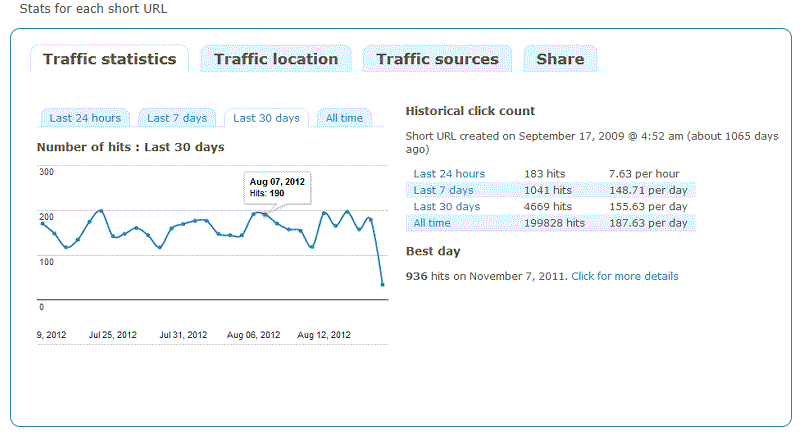 Stats for each short URL
Traffic statistics Traffic location Traffic sources Share
Last 24 hours Last 7 days Last 30 days All time
Number of hits : Last 30 days
300
Aug 07, 2012
Hits: 190
200
100
0
9, 2012 Jul 25, 2012 Jul 31, 2012 Aug 06, 2012 Aug 12, 2012
Historical click count
Short URL created on September 17, 2009 @ 4:52 am (about 1065 days
ago)
Last 24 hours 183 hits 7.63 per hour
Last 7 days 1041 hits 148.71 per day
Last 30 days 4669 hits 155.63 per day
All time 199828 hits 187.63 per day
Best day
936 hits on November 7, 2011. Click for more details